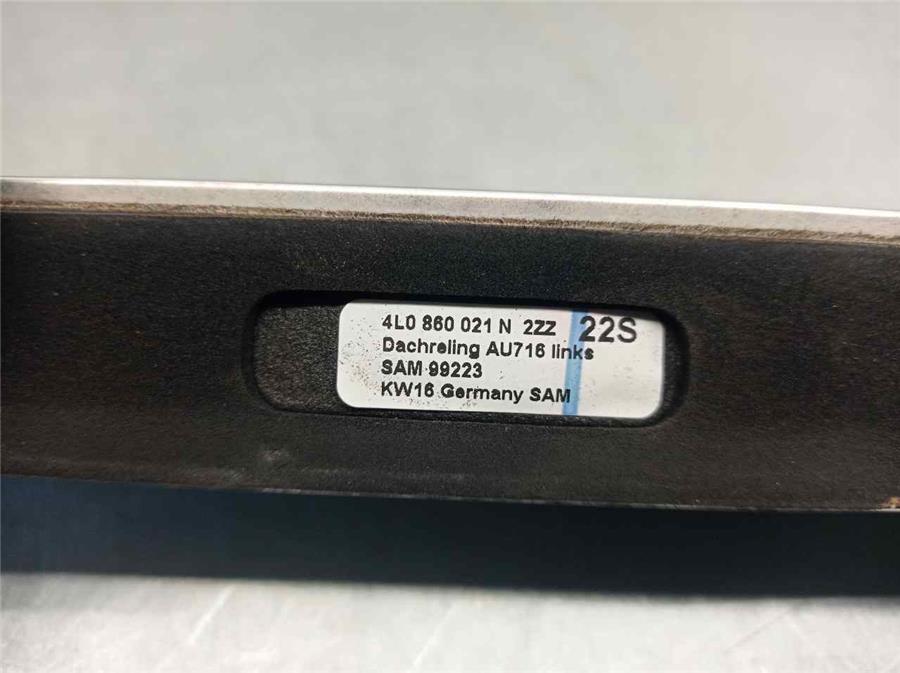 4L0 860 021 N 2ZZ 22S
Dachreling AU716 links
SAM 99223
KW16 Germany SAM